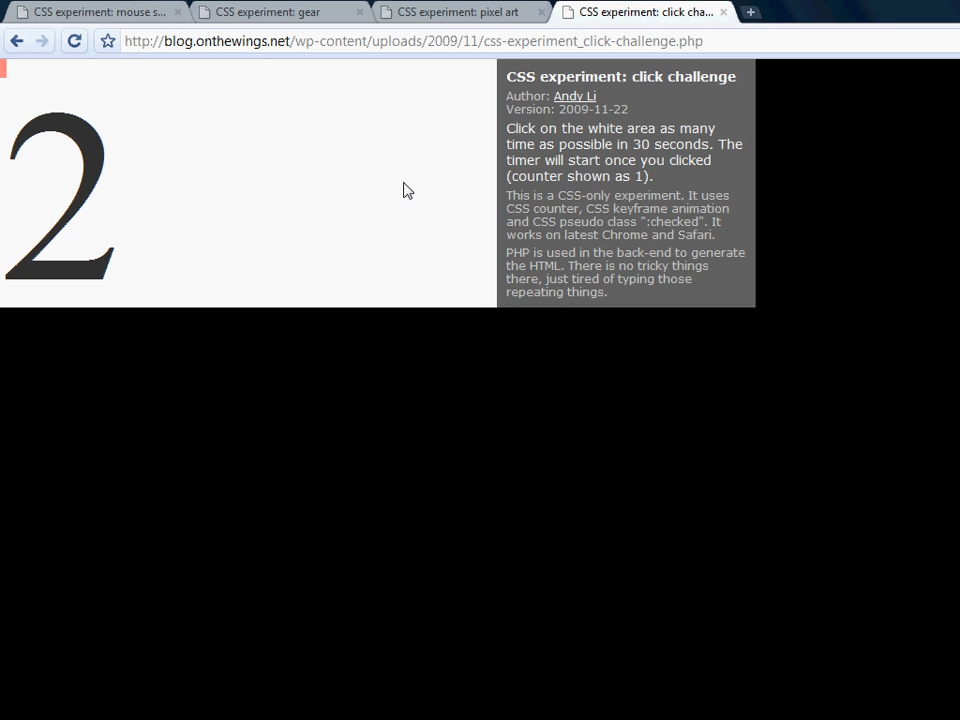 CSS experiment: mouse s...
CSS experiment: gear
CSS experiment: pixel art
CSS experiment: click cha...
http://blog.onthewings.net/wp-content/uploads/2009/11/css-experiment_click-challenge.php
2
CSS experiment: click challenge
Author: Andy Li
Version: 2009-11-22
Click on the white area as many
time as possible in 30 seconds. The
timer will start once you clicked
(counter shown as 1).
This is a CSS-only experiment. It uses
CSS counter, CSS keyframe animation
and CSS pseudo class ":checked". It
works on latest Chrome and Safari.
PHP is used in the back-end to generate
the HTML. There is no tricky things
there, just tired of typing those
repeating things.